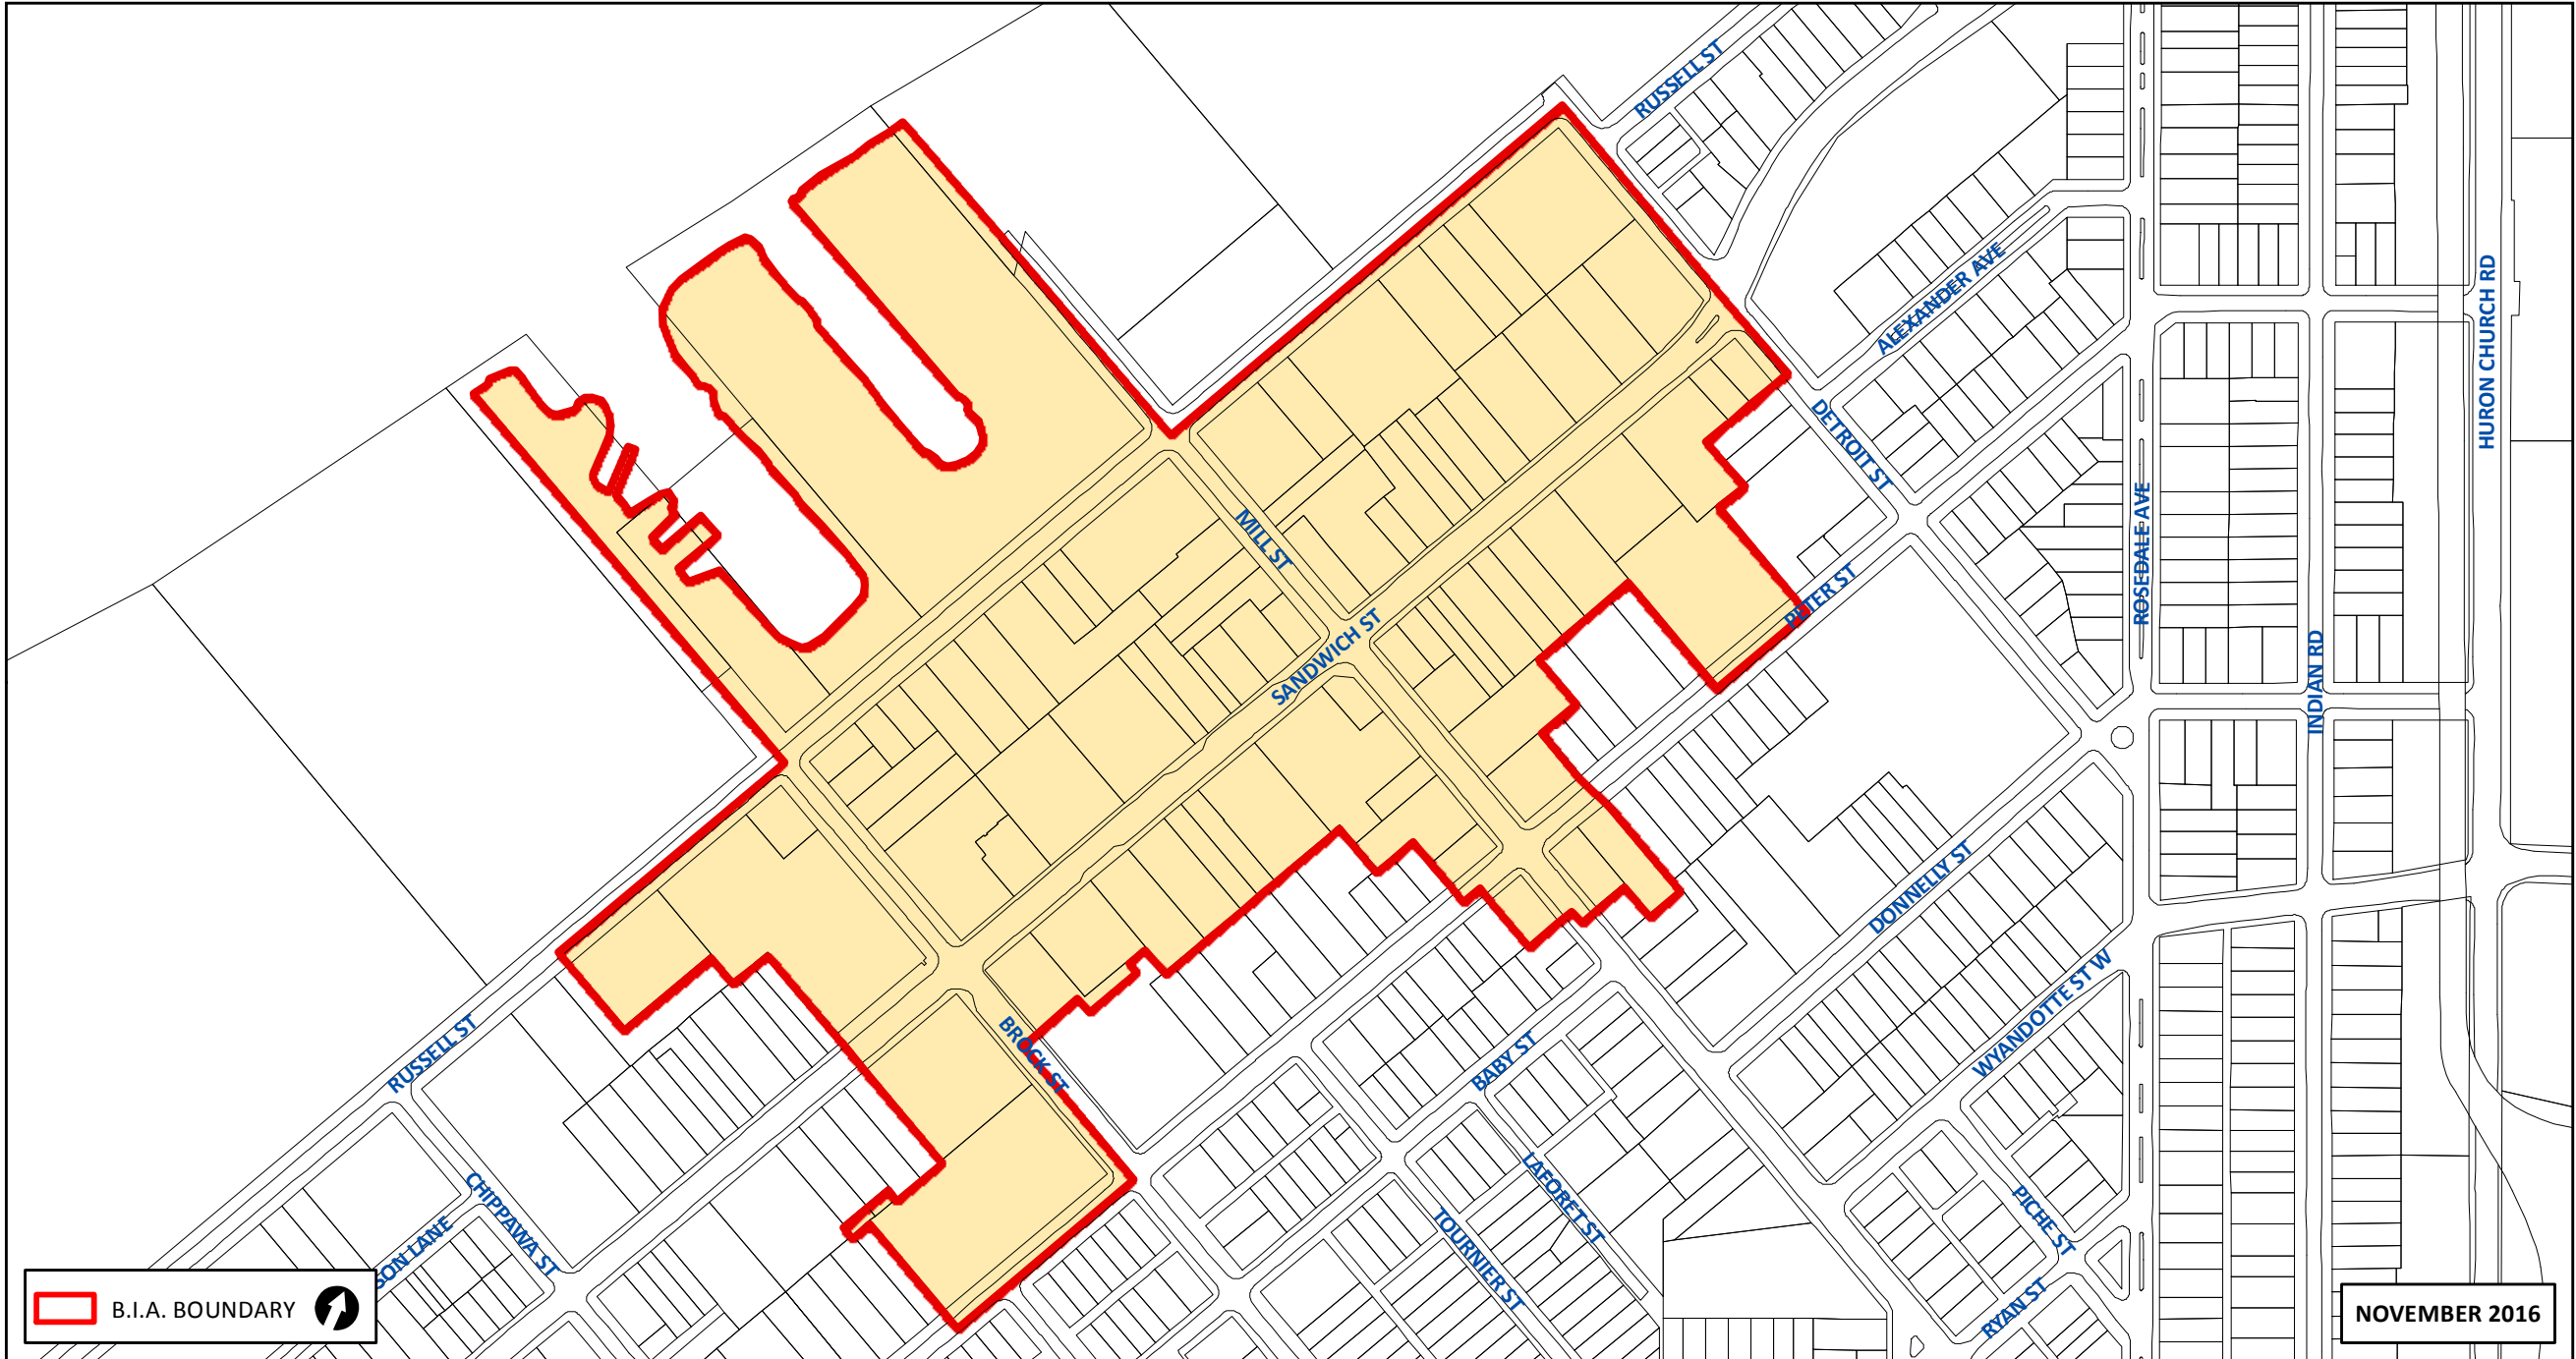 RUSSELL ST
ALEXANDER AVE
HURON CHURCH RD
DETROIT ST
ROSEDALE AVE
MILL ST
PETER ST
SANDWICH ST
INDIAN RD
DONNELLY ST
WYANDOTTE ST W
RUSSELL ST
BROCK ST
BABY ST
CHIPPAWA ST
LAFORET ST
TOURNIER ST
PICHE ST
SON LANE
RYAN ST
B.I.A. BOUNDARY
NOVEMBER 2016